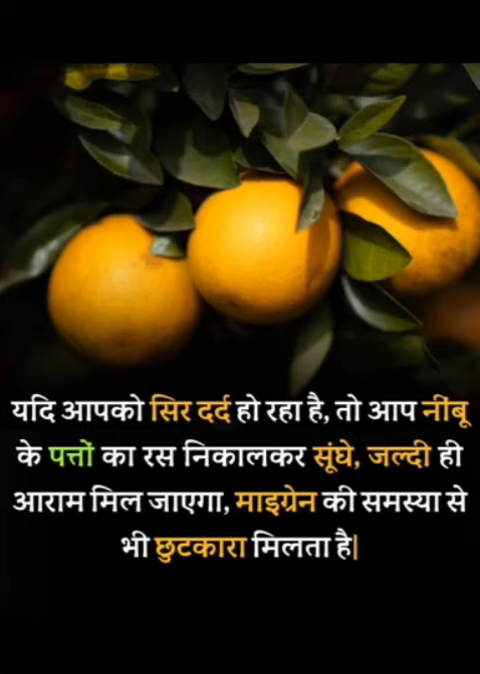 यदि आपको सिर दर्द हो रहा है, तो आप नींबू
के पत्तों का रस निकालकर सूंघे, जल्दी ही
आराम मिल जाएगा, माइग्रेन की समस्या से
भी छुटकारा मिलता है|